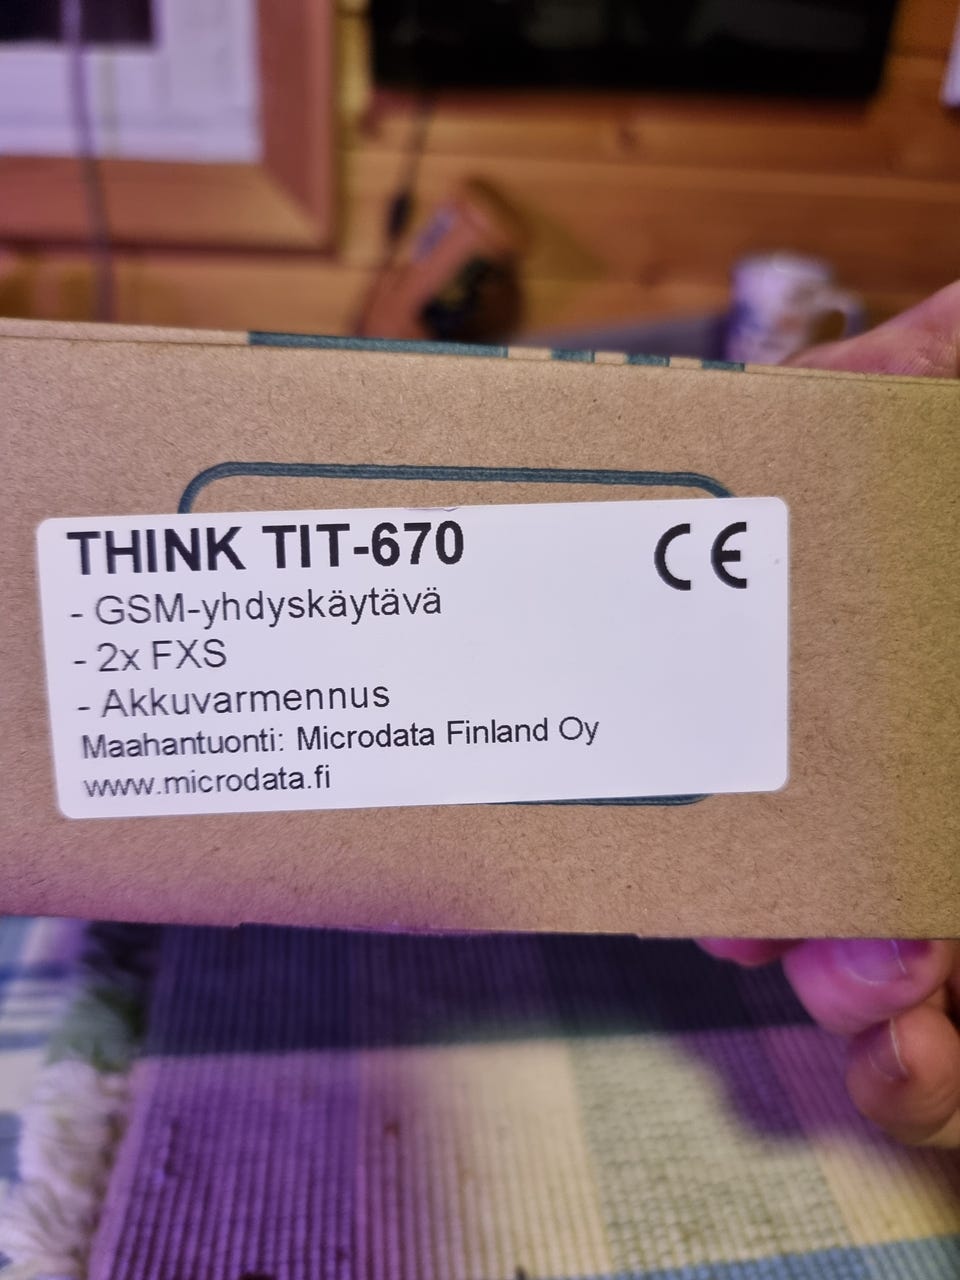 THINK TIT-670
CE
- GSM-yhdyskäytävä
- 2x FXS
- Akkuvarmennus
Maahantuonti: Microdata Finland Oy
www.microdata.fi